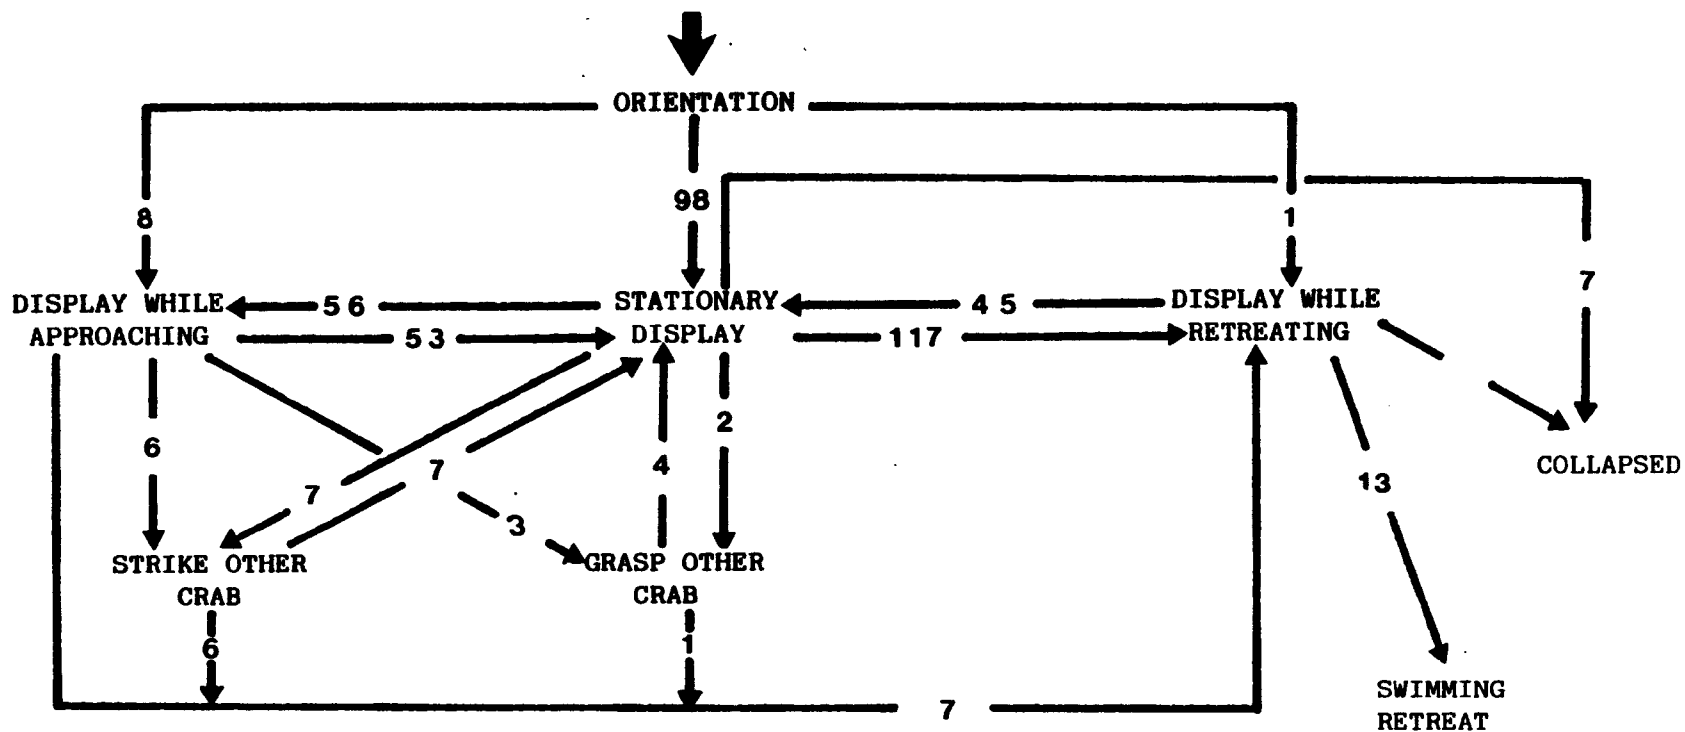 ORIENTATION
98
8
1
7
DISPLAY WHILE
APPROACHING
56
53
STATIONARY
DISPLAY
45
117
DISPLAY WHILE
RETREATING
6
7
7
3
4
2
13
COLLAPSED
STRIKE OTHER
CRAB
GRASP OTHER
CRAB
6
1
7
SWIMMING
RETREAT